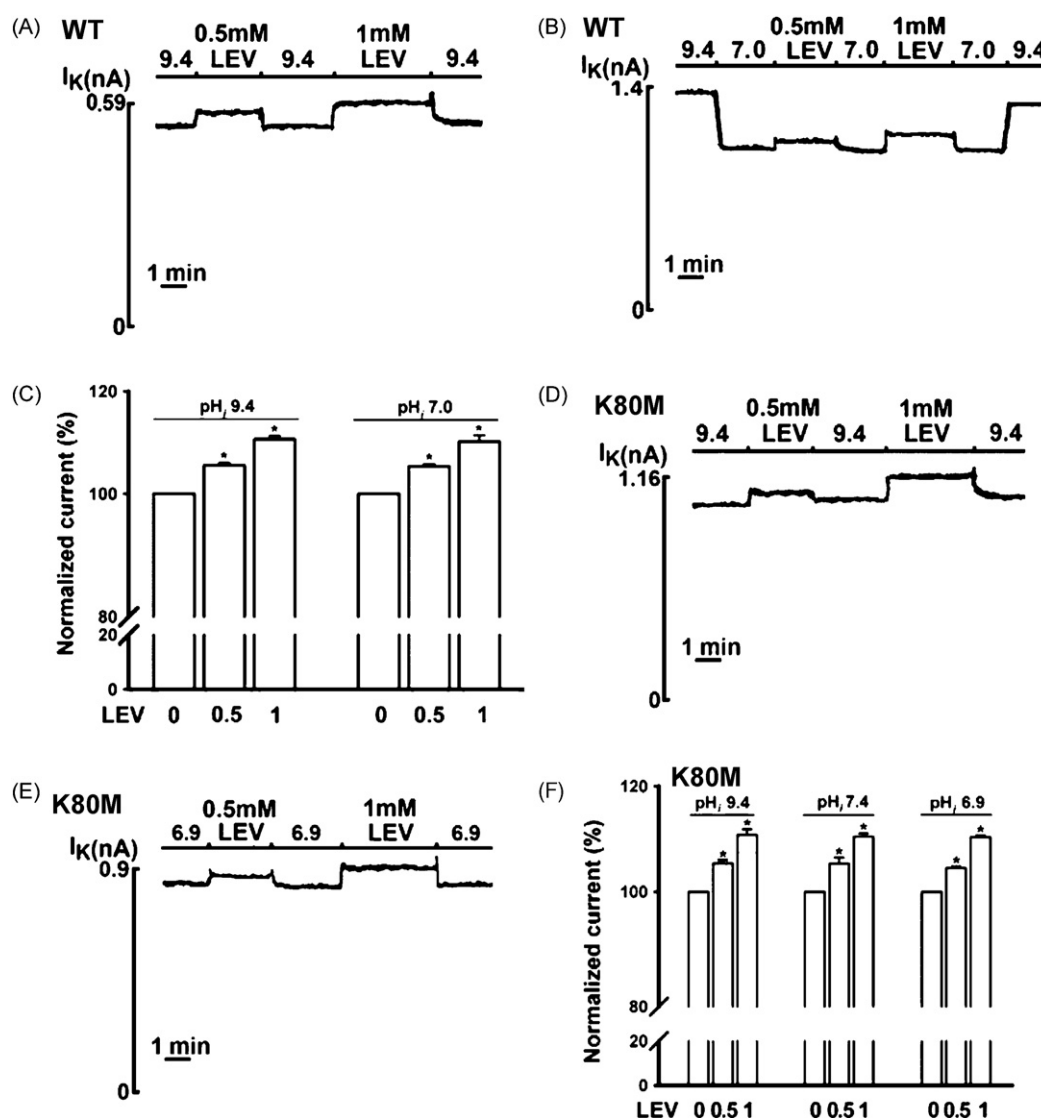 (A) WT
0.5mM 1mM
9.4 LEV 9.4 LEV 9.4
IK(nA)
0.59
1 min
0
(B) WT
0.5mM 1mM
9.4 7.0 LEV 7.0 LEV 7.0 9.4
IK(nA)
1.4
1 min
0
(C)
Normalized current (%)
120
100
80
20
0
pHi 9.4 pHi 7.0
* * * *
LEV 0 0.5 1 0 0.5 1
(D)
K80M 0.5mM 1mM
9.4 LEV 9.4 LEV 9.4
IK(nA)
1.16
1 min
0
(E) K80M
0.5mM 1mM
6.9 LEV 6.9 LEV 6.9
IK(nA)
0.9
1 min
0
(F) K80M
Normalized current (%)
120
100
80
20
0
pHi 9.4 pHi 7.4 pHi 6.9
* * * * * *
LEV 0 0.5 1 0 0.5 1 0 0.5 1